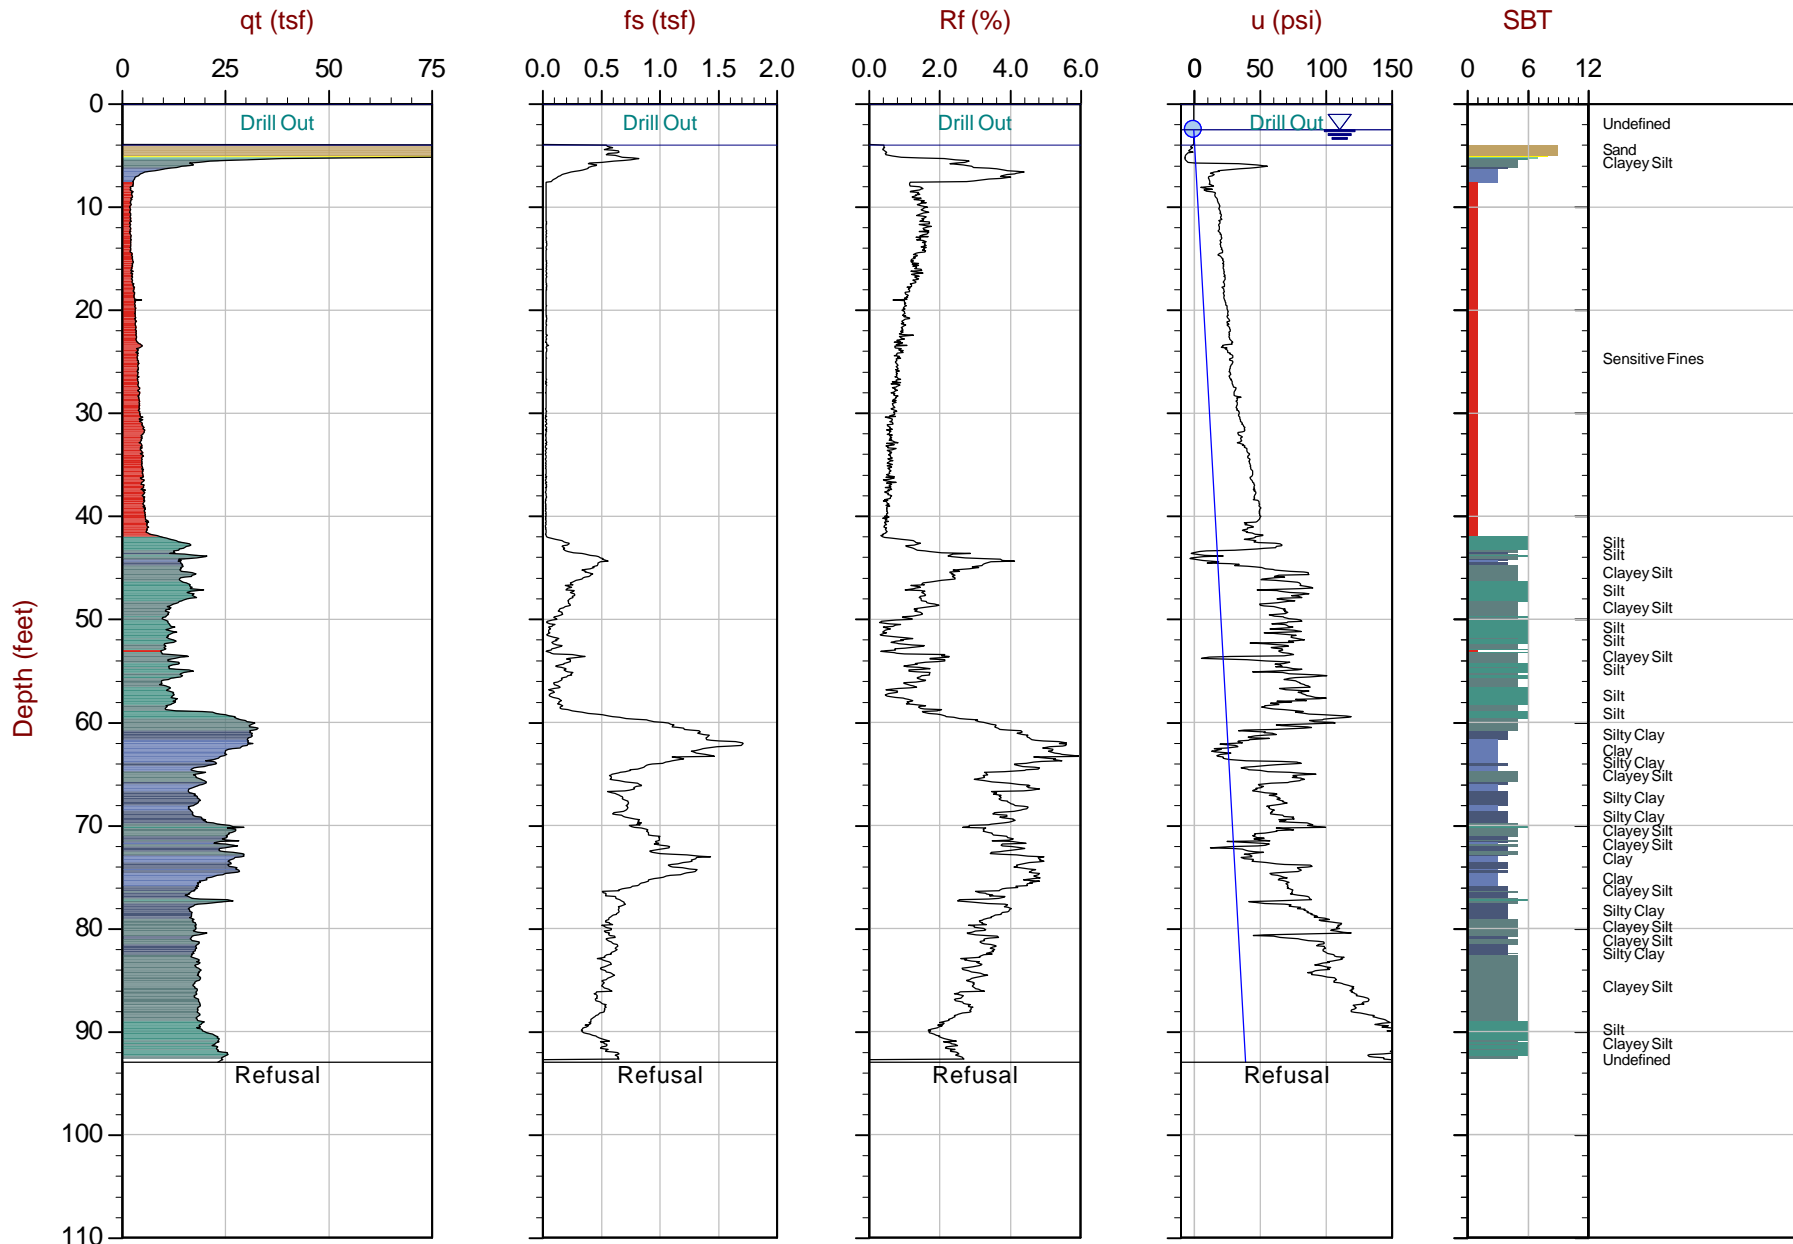 qt (tsf) fs (tsf) Rf (%) u (psi) SBT
0 25 50 75 0.0 0.5 1.0 1.5 2.0 0.0 2.0 4.0 6.0 0 50 100 150 0 6 12
0
Drill Out Drill Out Drill Out Drill Out Undefined
Sand
Clayey Silt
10
20
Sensitive Fines
30
40
Silt
Silt
Clayey Silt
Silt
Clayey Silt
50
Silt
Silt
Clayey Silt
Silt
Silt
Silt
60
Silty Clay
Clay
Silty Clay
Clayey Silt
Silty Clay
Silty Clay
70
Clayey Silt
Clayey Silt
Clay
Clay
Clayey Silt
Silty Clay
80
Clayey Silt
Clayey Silt
Silty Clay
Clayey Silt
90
Silt
Clayey Silt
Undefined
Refusal Refusal Refusal Refusal
100
110
Depth (feet)